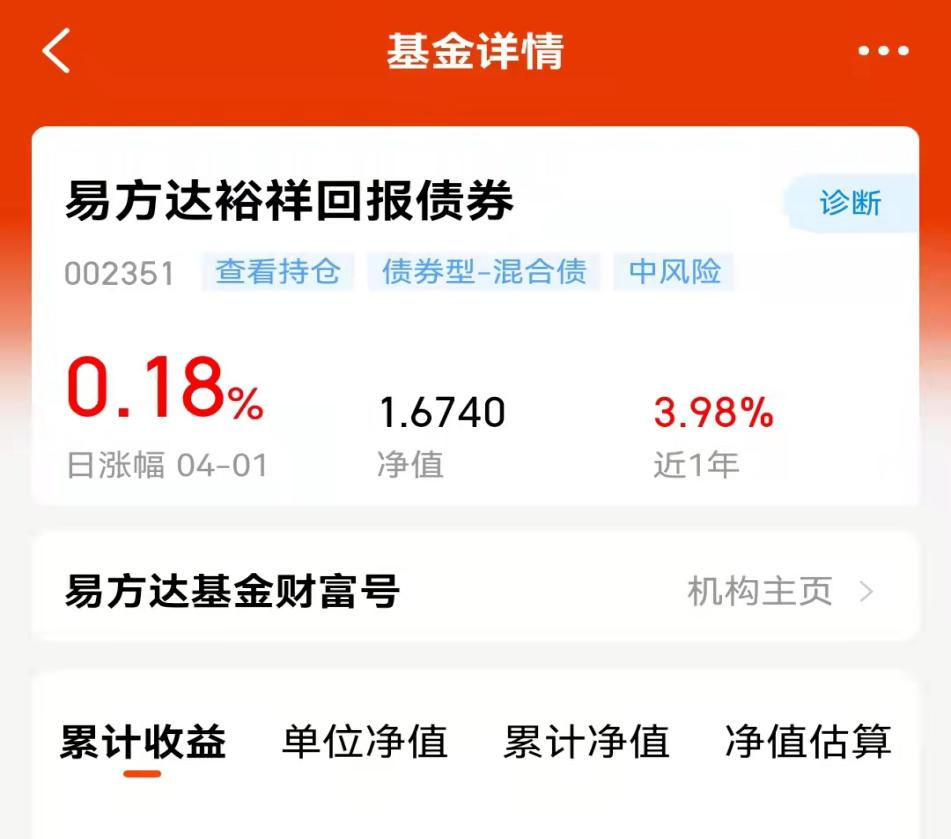 基金详情
易方达裕祥回报债券 诊断
002351 查看持仓 债券型-混合债 中风险
0.18% 1.6740 3.98%
日涨幅 04-01 净值 近1年
易方达基金财富号 机构主页
累计收益 单位净值 累计净值 净值估算